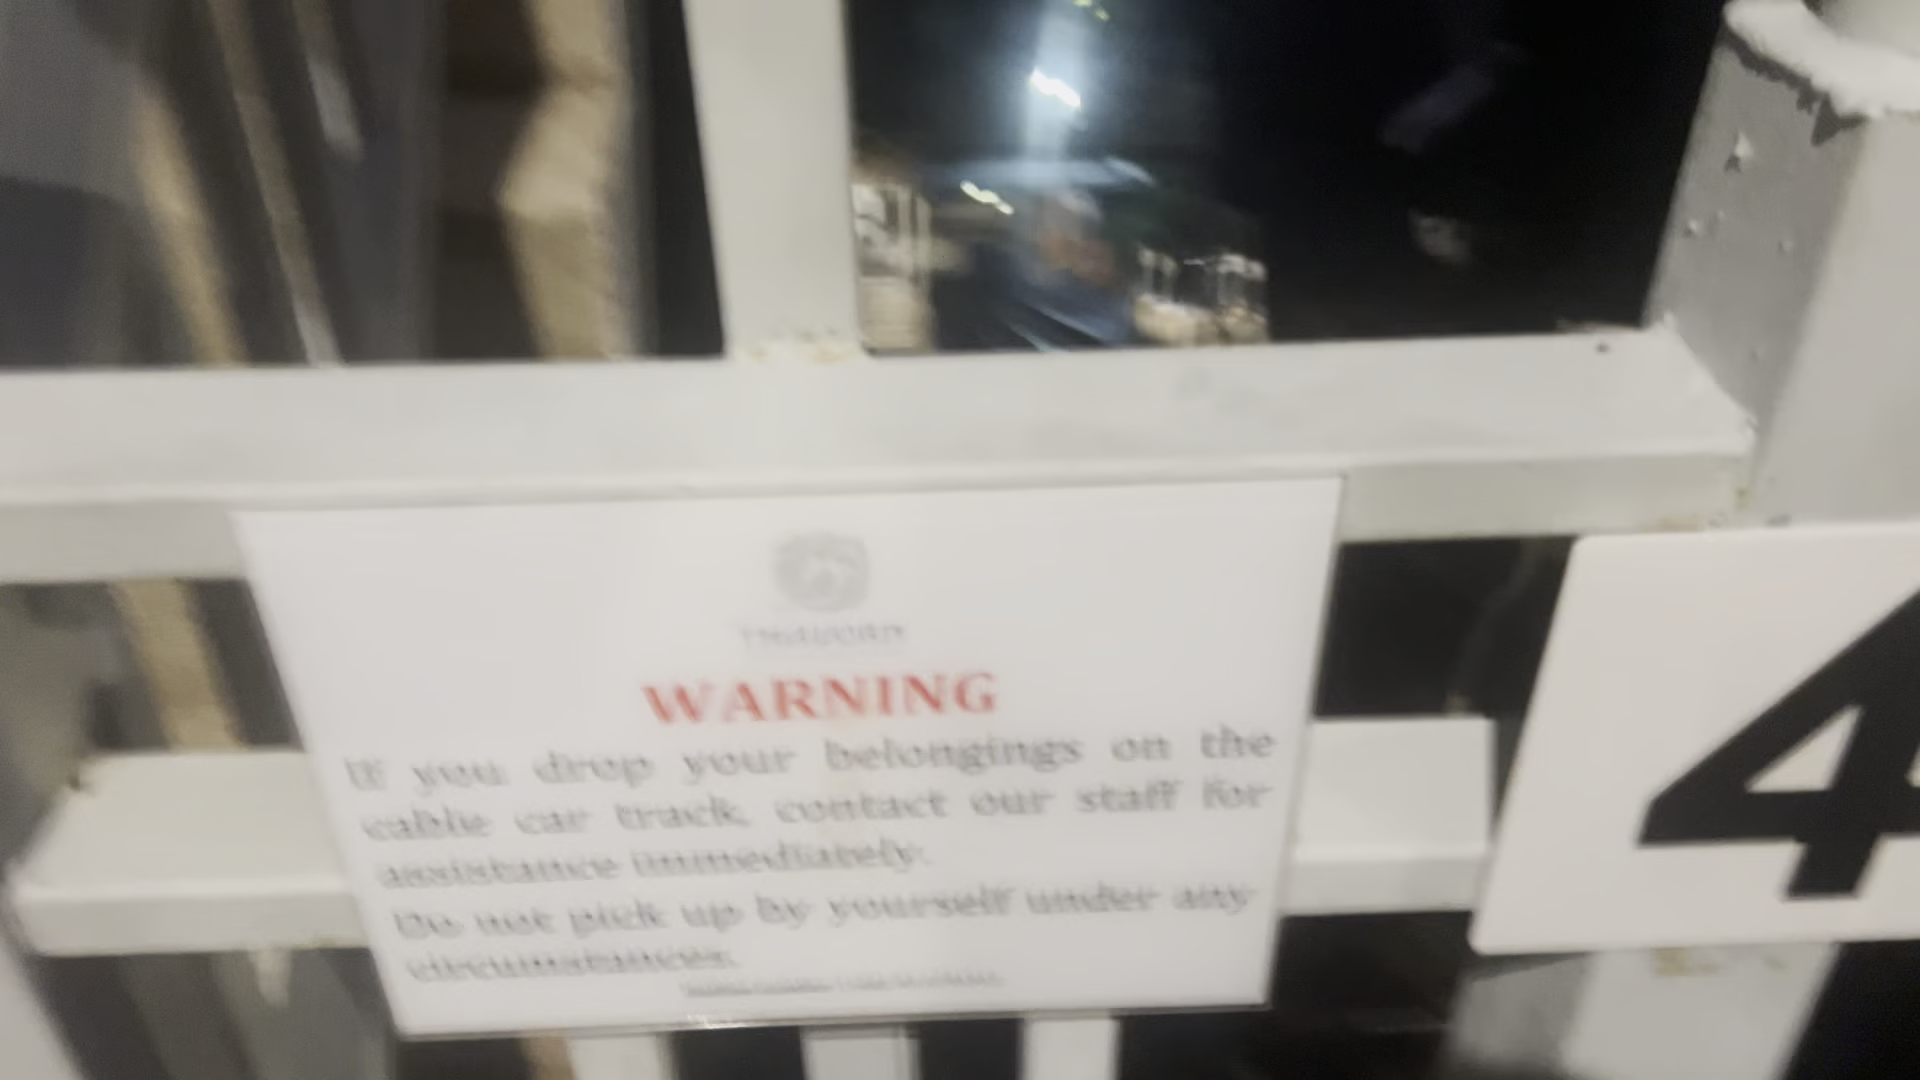 WARNING
If you drop your belongings on the
cable car track, contact our staff for
assistance immediately.
Do not pick up by yourself under any
circumstances.
4